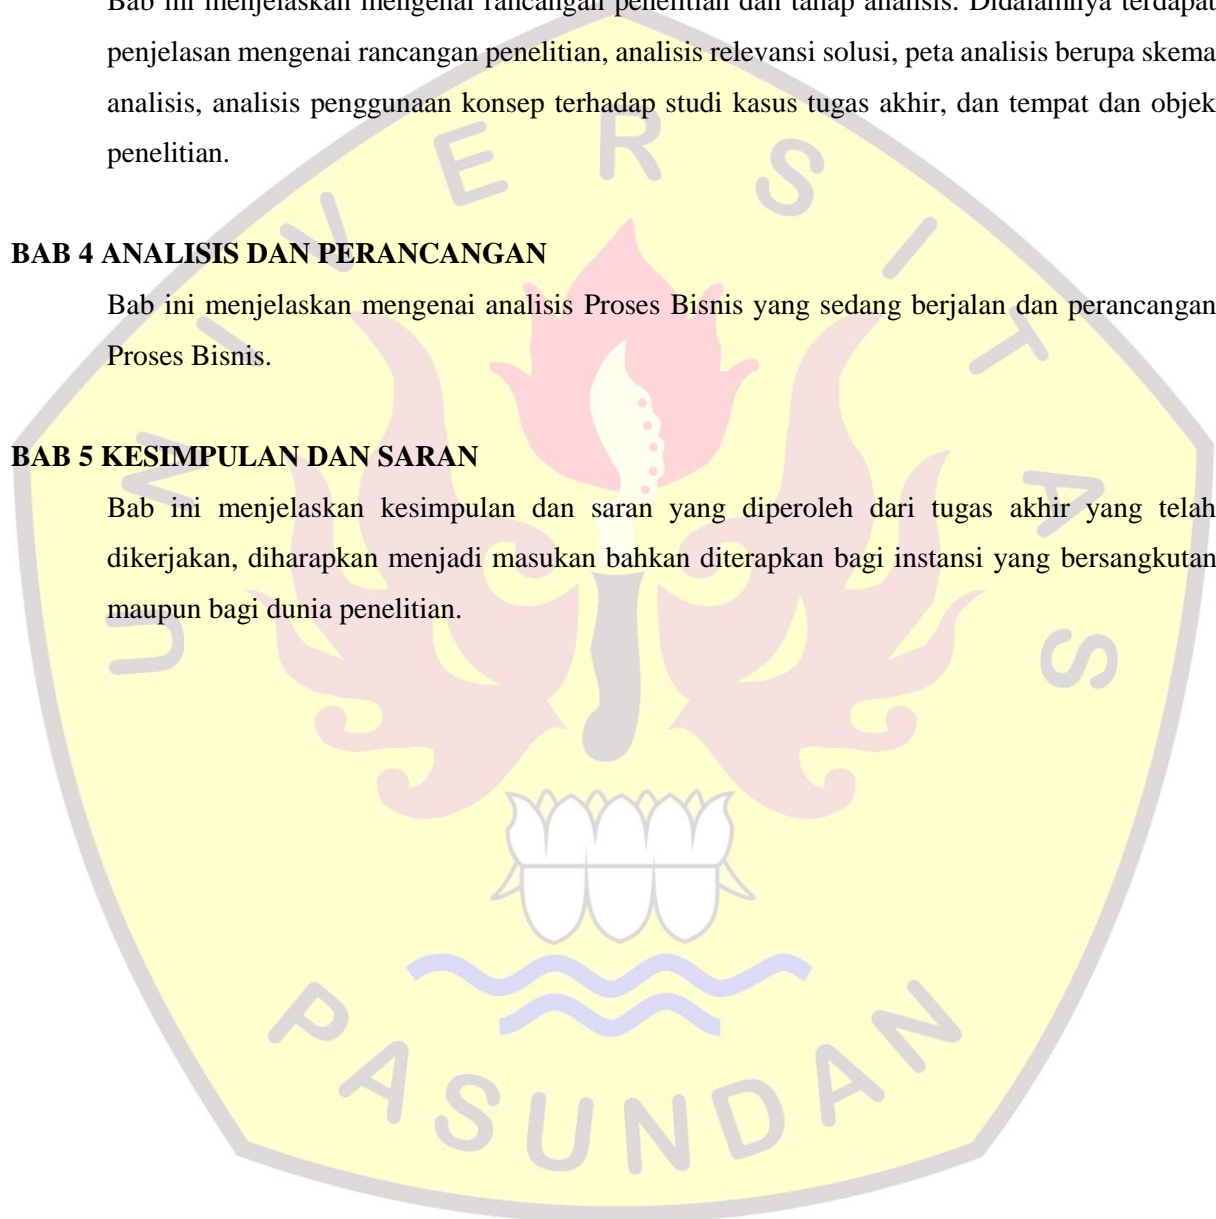 Bab ini menjelaskan mengenai rancangan penelitian dan tahap analisis. Didalamnya terdapat
penjelasan mengenai rancangan penelitian, analisis relevansi solusi, peta analisis berupa skema
analisis, analisis penggunaan konsep terhadap studi kasus tugas akhir, dan tempat dan objek
penelitian.
BAB 4 ANALISIS DAN PERANCANGAN
Bab ini menjelaskan mengenai analisis Proses Bisnis yang sedang berjalan dan perancangan
Proses Bisnis.
BAB 5 KESIMPULAN DAN SARAN
Bab ini menjelaskan kesimpulan dan saran yang diperoleh dari tugas akhir yang telah
dikerjakan, diharapkan menjadi masukan bahkan diterapkan bagi instansi yang bersangkutan
maupun bagi dunia penelitian.
UNIVERSITAS
PASUNDAN